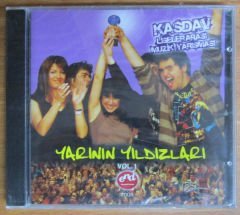 KASDAV
LİSELERARASI
MÜZİK YARIŞMASI
YARININ YILDIZLARI
VOL.1